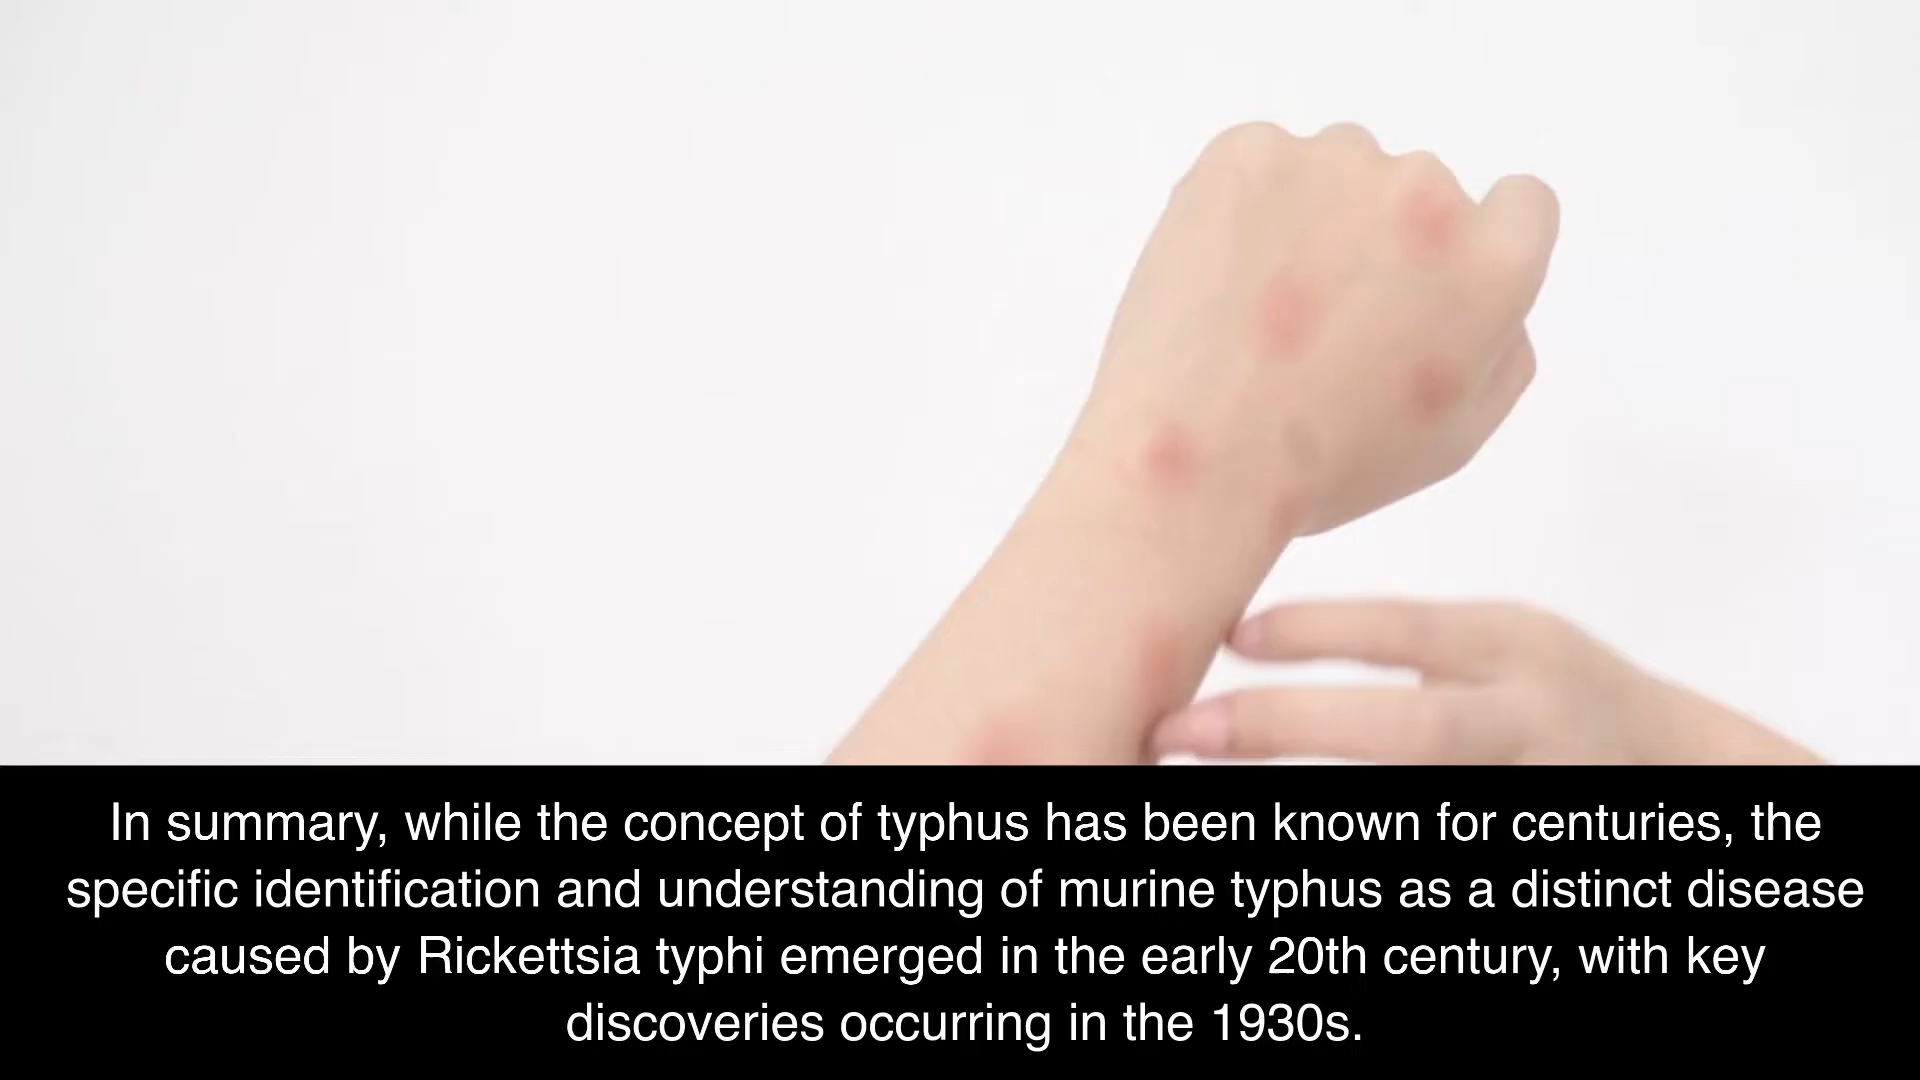 In summary, while the concept of typhus has been known for centuries, the
specific identification and understanding of murine typhus as a distinct disease
caused by Rickettsia typhi emerged in the early 20th century, with key
discoveries occurring in the 1930s.